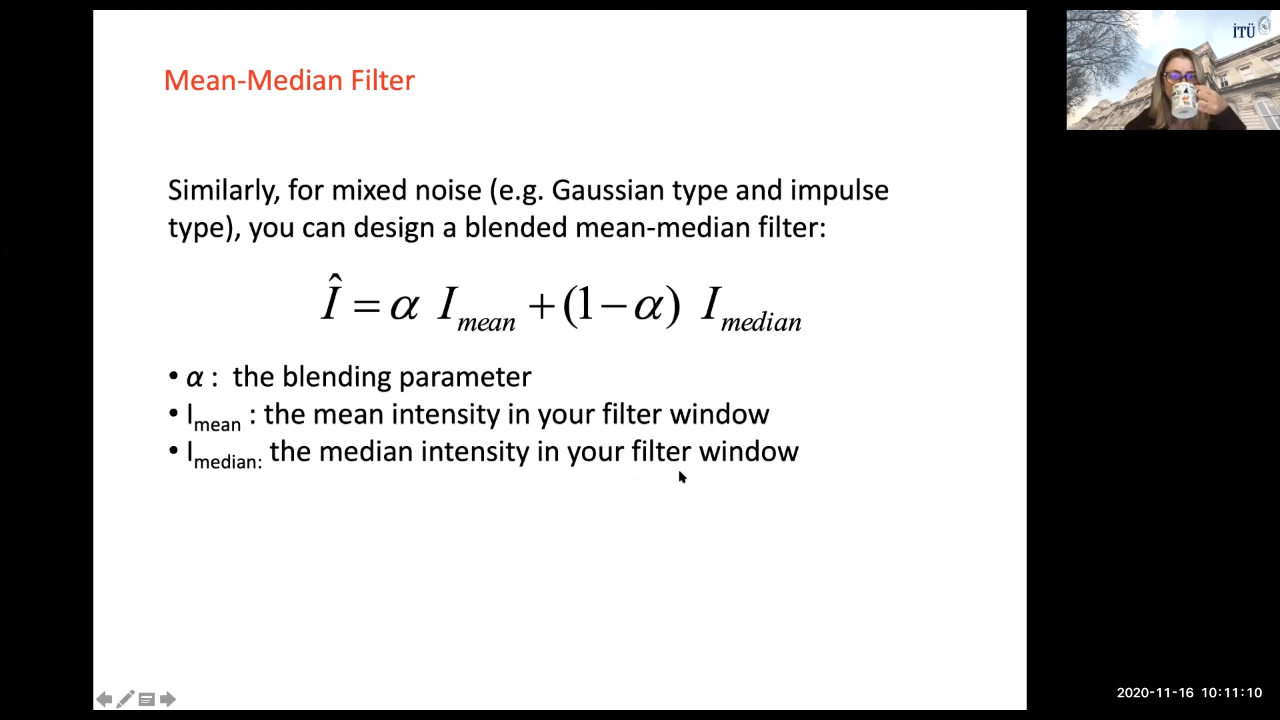 Mean-Median Filter
Similarly, for mixed noise (e.g. Gaussian type and impulse
type), you can design a blended mean-median filter:
Î = α I_mean + (1 − α) I_median
• α : the blending parameter
• I_mean : the mean intensity in your filter window
• I_median: the median intensity in your filter window
İTÜ
2020-11-16 10:11:10